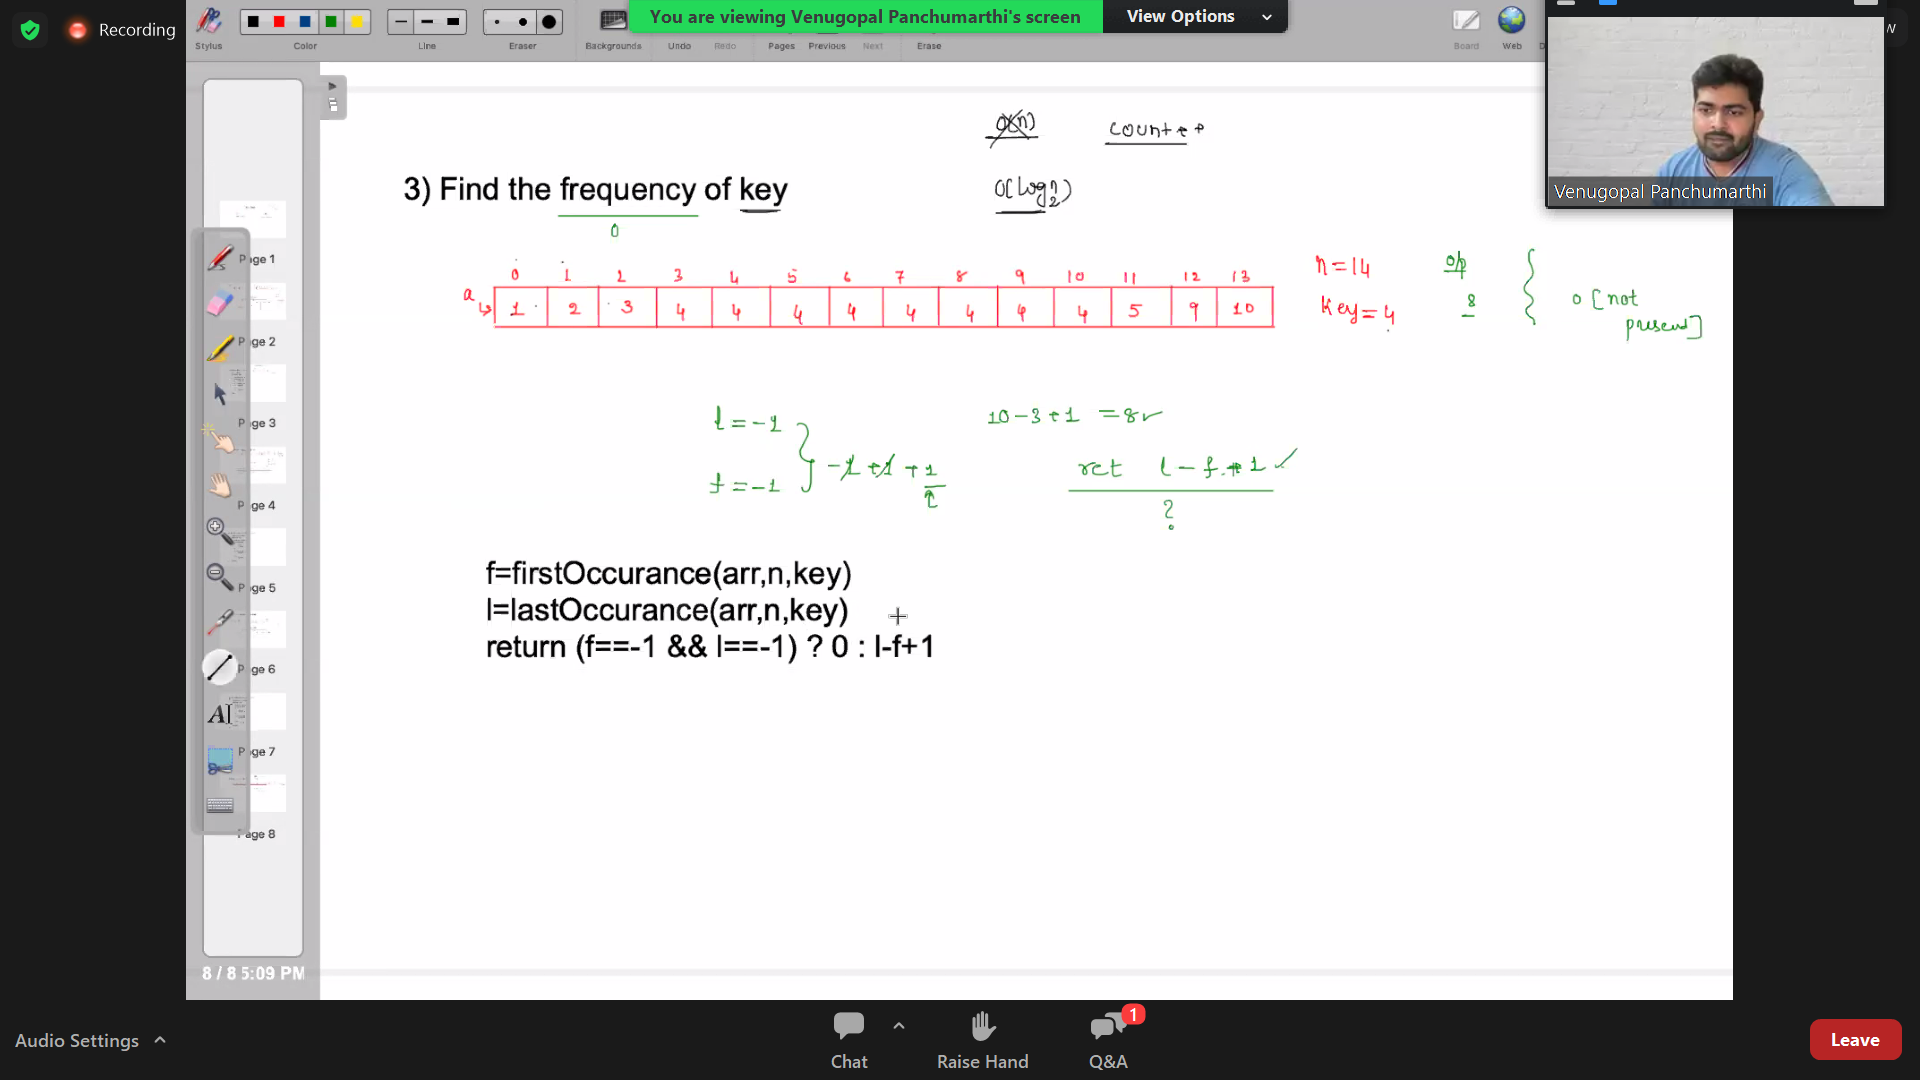 Recording
Stylus
Color
Line
Eraser
Backgrounds
Undo
Redo
Pages
Previous
Next
Erase
You are viewing Venugopal Panchumarthi's screen
View Options
Board
Web
Venugopal Panchumarthi
O(n)
count++
3) Find the frequency of key
O(log₂n)
0
0 1 2 3 4 5 6 7 8 9 10 11 12 13
a
1 2 3 4 4 4 4 4 4 4 4 5 9 10
n=14
key=4
o/p
8
0 [not
present]
l=-1
f=-1
-1+1+1
10-3+1 =8
ret l-f+1
?
f=firstOccurance(arr,n,key)
l=lastOccurance(arr,n,key)
return (f==-1 && l==-1) ? 0 : l-f+1
Page 1
Page 2
Page 3
Page 4
Page 5
Page 6
Page 7
Page 8
AI
8 / 8 5:09 PM
Audio Settings
Chat
Raise Hand
Q&A
1
Leave